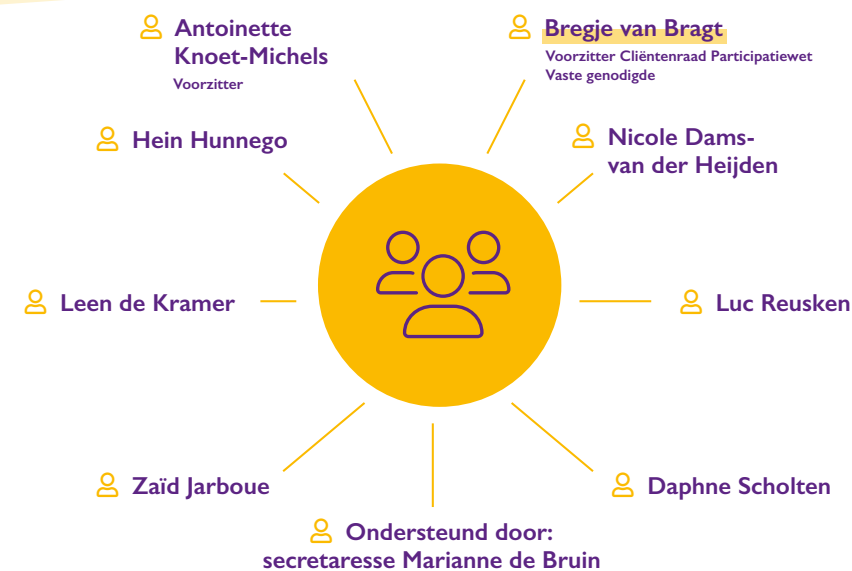 Antoinette
Knoet-Michels
Voorzitter
Bregje van Bragt
Voorzitter Cliëntenraad Participatiewet
Vaste genodigde
Hein Hunnego
Nicole Dams-
van der Heijden
Leen de Kramer
Luc Reusken
Zaïd Jarboue
Daphne Scholten
Ondersteund door:
secretaresse Marianne de Bruin